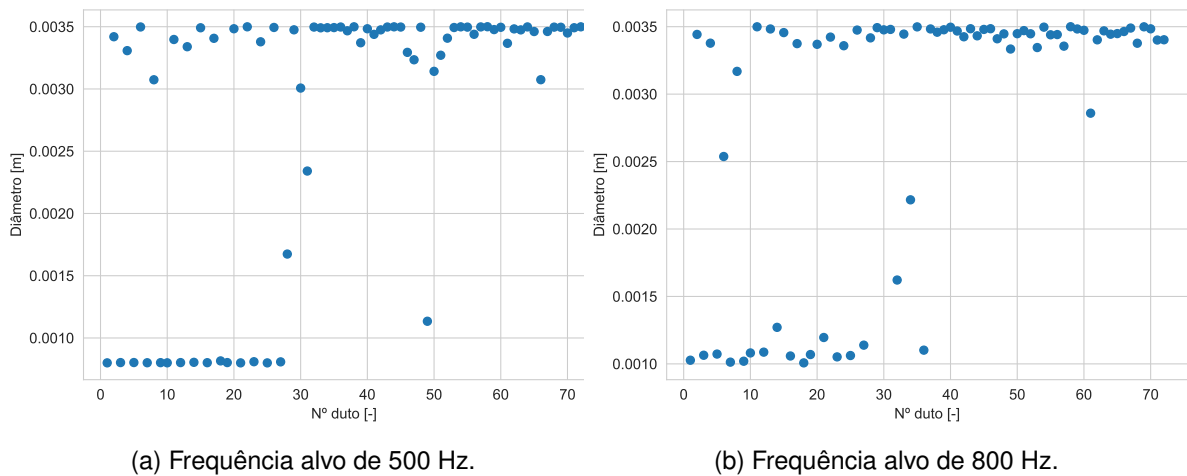 0.0035
0.0030
0.0025
0.0020
0.0015
0.0010
Diâmetro [m]
0 10 20 30 40 50 60 70
Nº duto [-]
(a) Frequência alvo de 500 Hz.
0.0035
0.0030
0.0025
0.0020
0.0015
0.0010
Diâmetro [m]
0 10 20 30 40 50 60 70
Nº duto [-]
(b) Frequência alvo de 800 Hz.